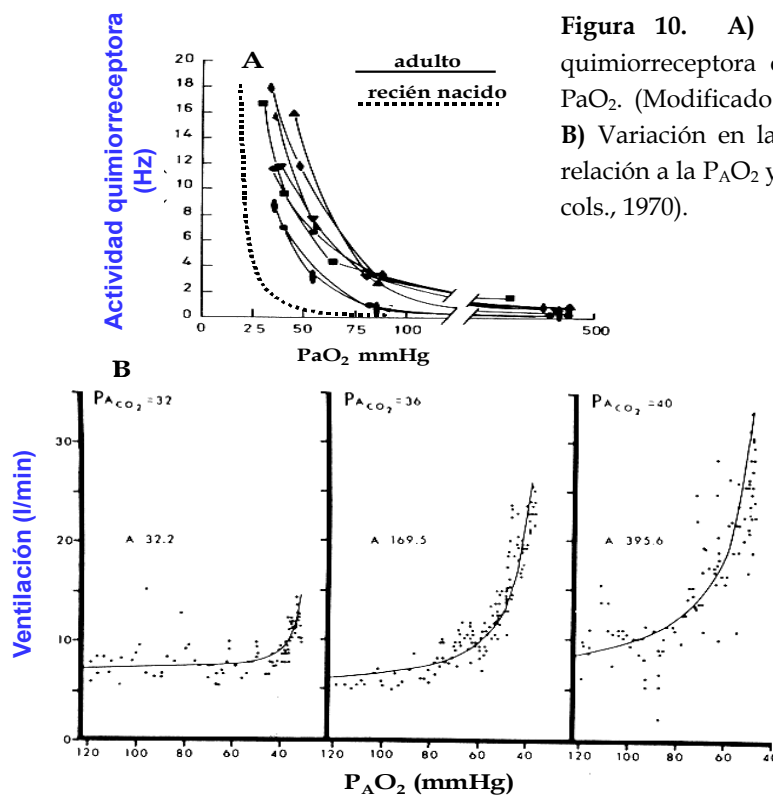 Figura 10. A)
quimiorreceptora
PaO₂. (Modificado
B) Variación en la
relación a la PAO₂ y
cols., 1970).
A
adulto
recién nacido
Actividad quimiorreceptora
(Hz)
20
18
16
14
12
10
8
6
4
2
0
0 25 50 75 100 500
PaO₂ mmHg
B
PACO₂ =32
PACO₂ =36
PACO₂ =40
Ventilación (l/min)
30
20
10
0
A 32.2
A 169.5
A 395.6
120 100 80 60 40
120 100 80 60 40
120 100 80 60 40
PAO₂ (mmHg)